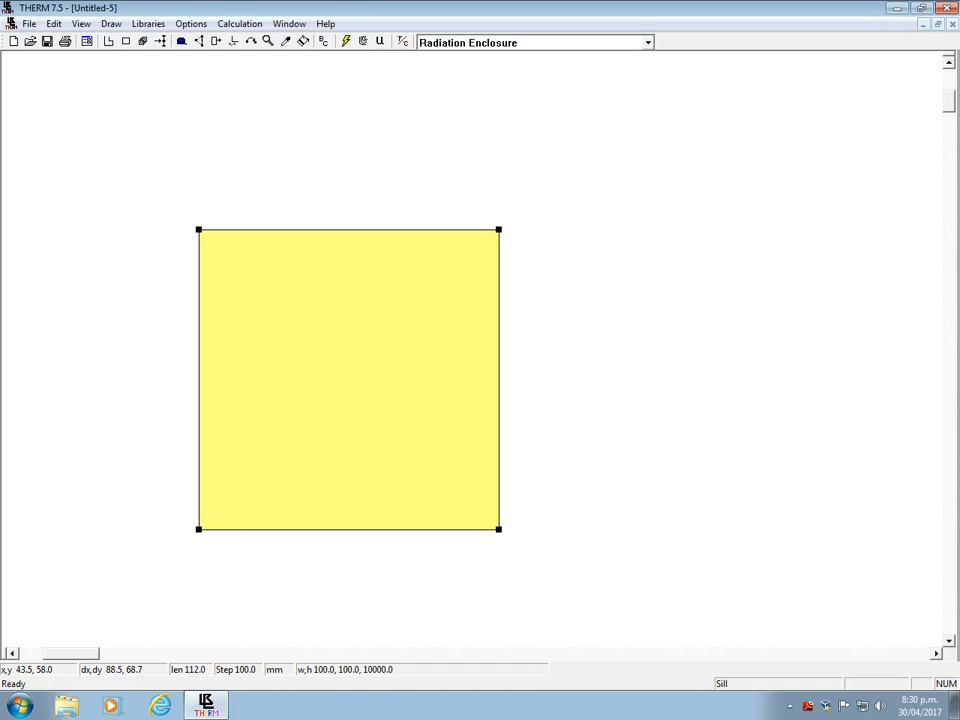 THERM 7.5 - [Untitled-5]
File Edit View Draw Libraries Options Calculation Window Help
BC U T/C Radiation Enclosure
x,y 43.5, 58.0 dx,dy 88.5, 68.7 len 112.0 Step 100.0 mm w,h 100.0, 100.0, 10000.0
Ready Sill NUM
THERM 8:30 p.m.
30/04/2017